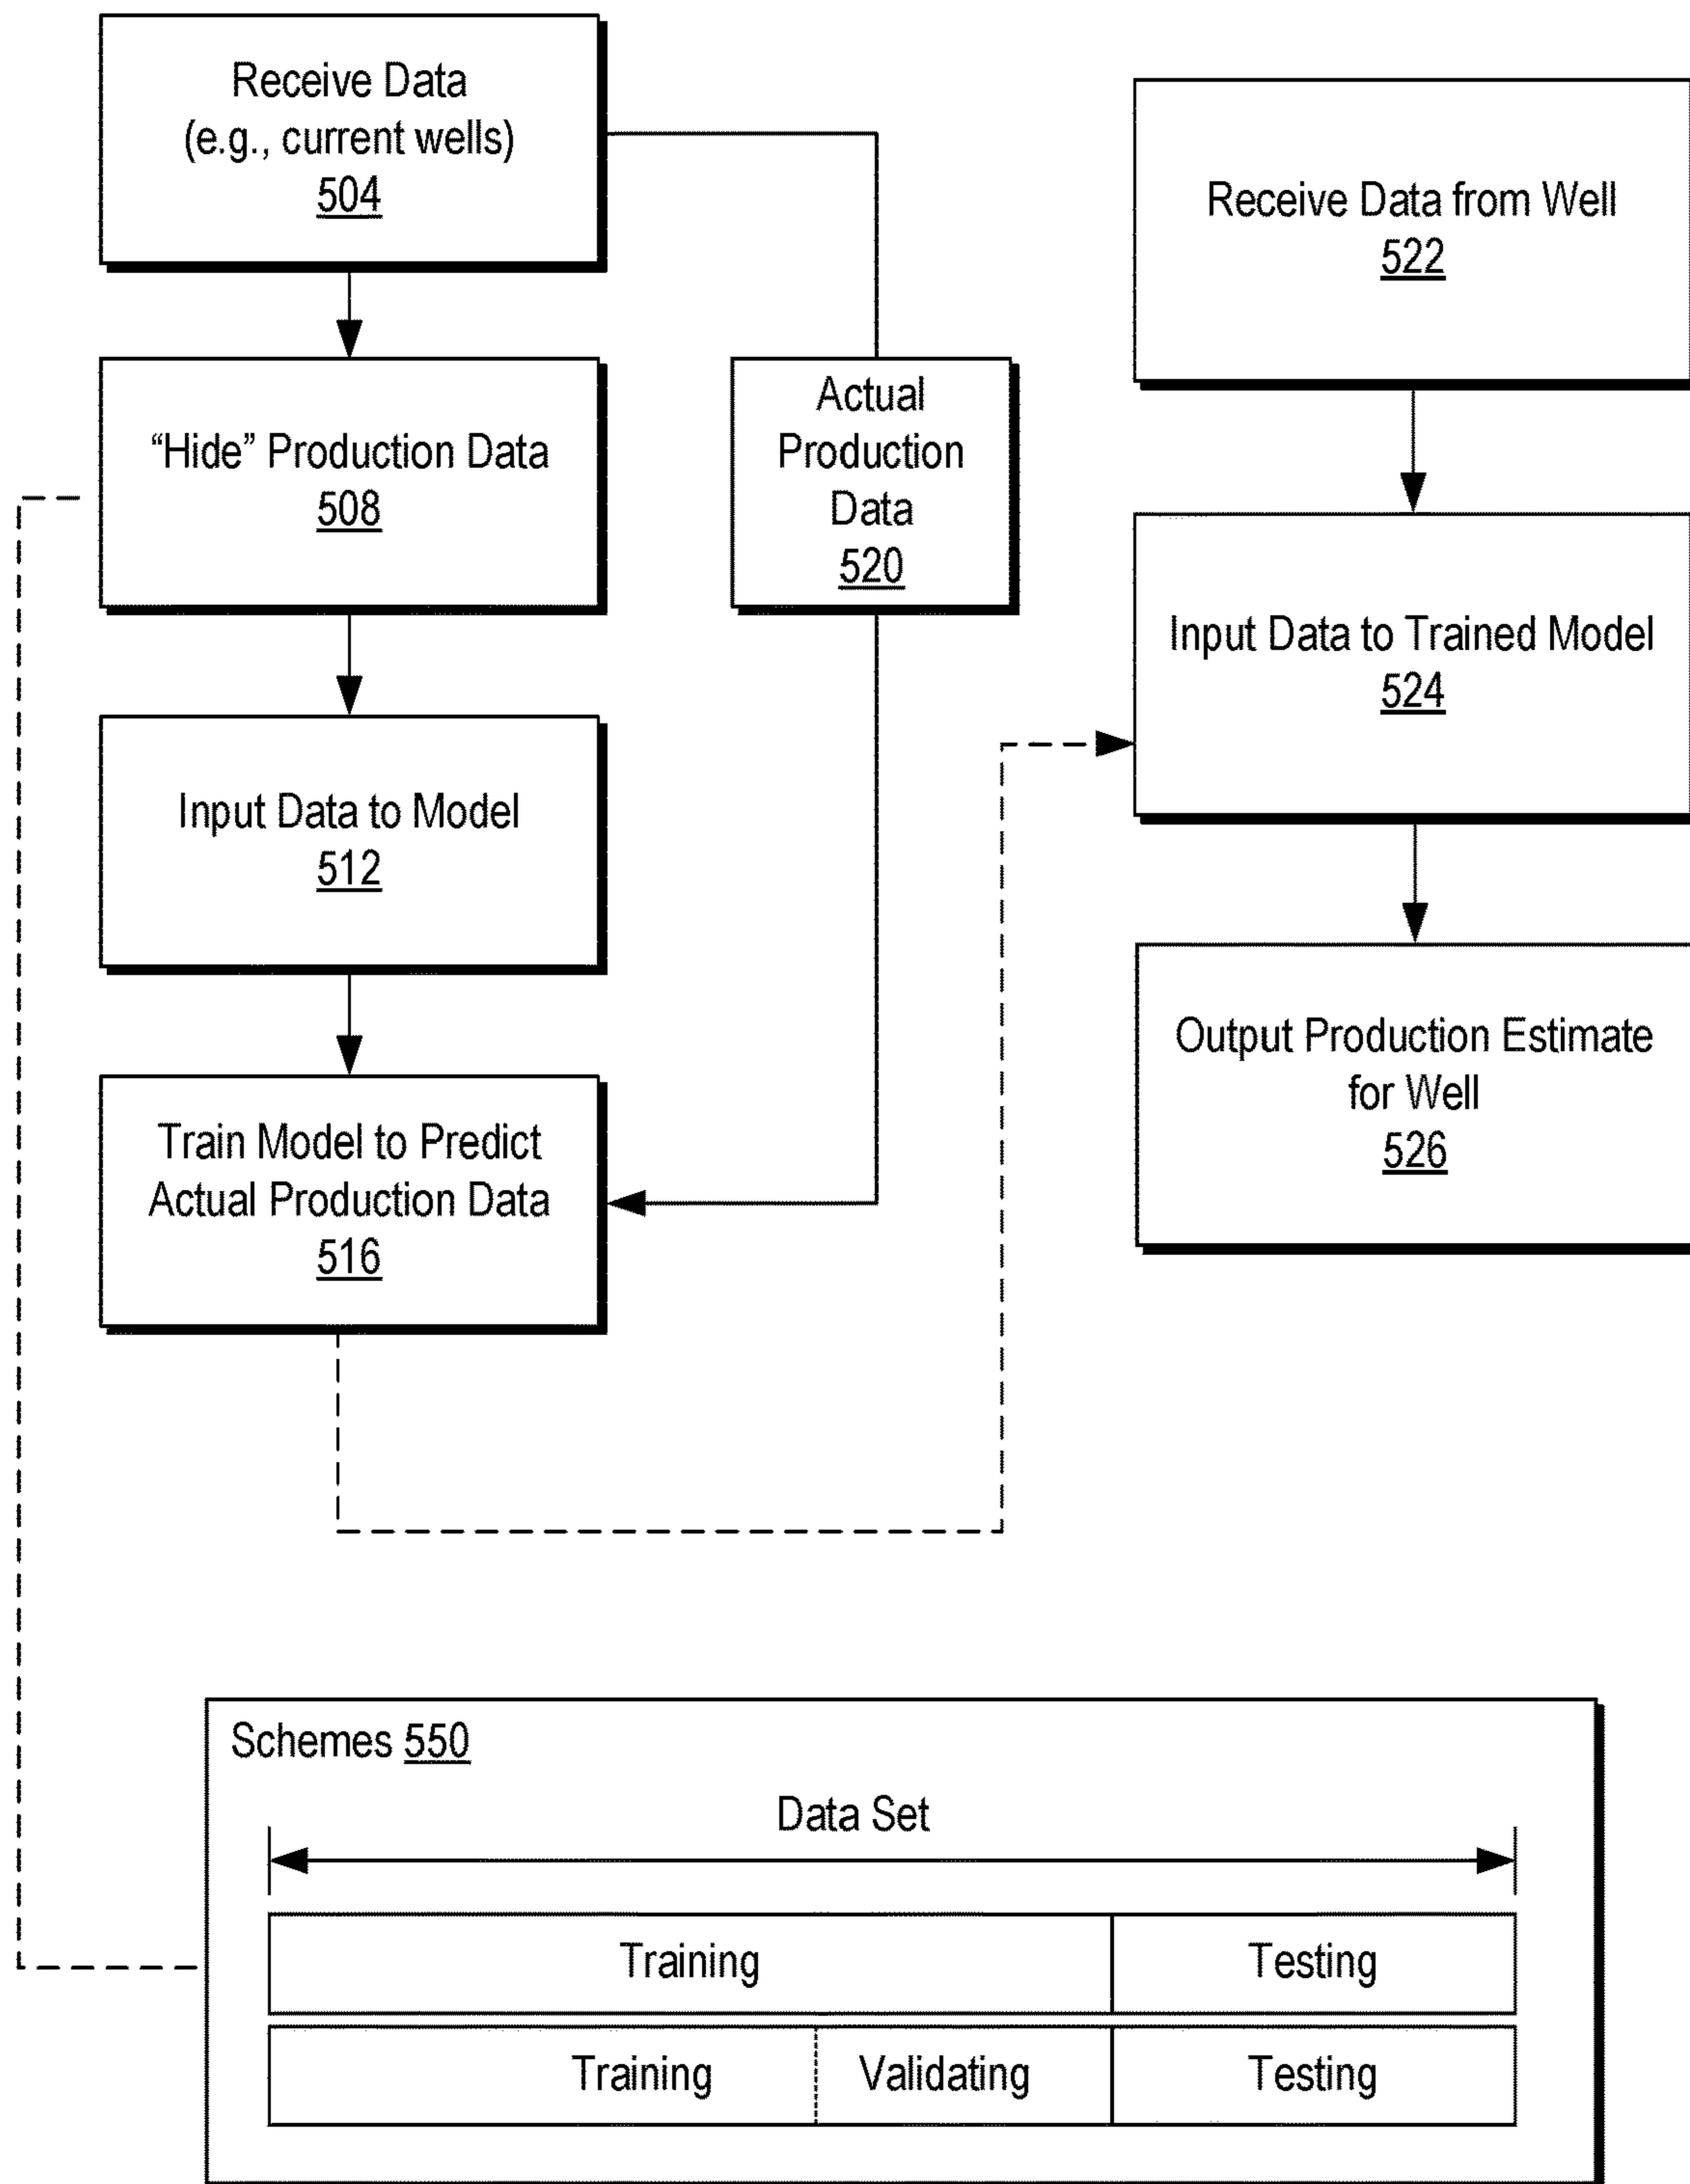 Receive Data
(e.g., current wells)
504
"Hide" Production Data
508
Input Data to Model
512
Train Model to Predict
Actual Production Data
516
Actual
Production
Data
520
Receive Data from Well
522
Input Data to Trained Model
524
Output Production Estimate
for Well
526
Schemes 550
Data Set
Training Testing
Training Validating Testing